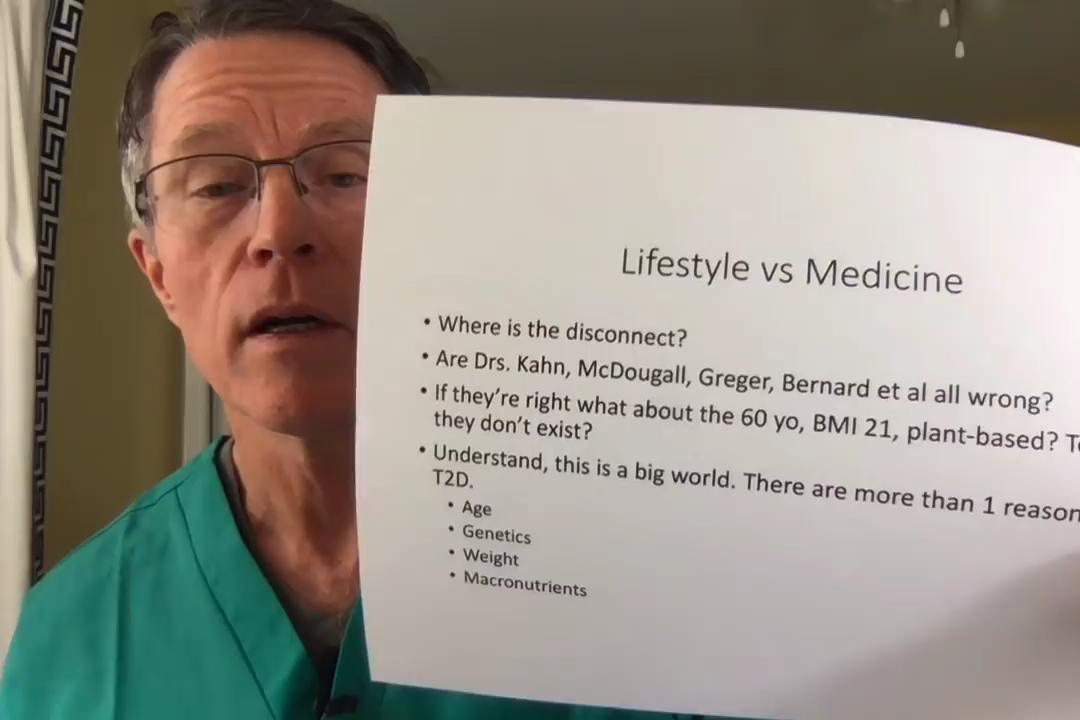 Lifestyle vs Medicine
• Where is the disconnect?
• Are Drs. Kahn, McDougall, Greger, Bernard et al all wrong?
• If they're right what about the 60 yo, BMI 21, plant-based?
they don't exist?
• Understand, this is a big world. There are more than 1 reason
T2D.
• Age
• Genetics
• Weight
• Macronutrients